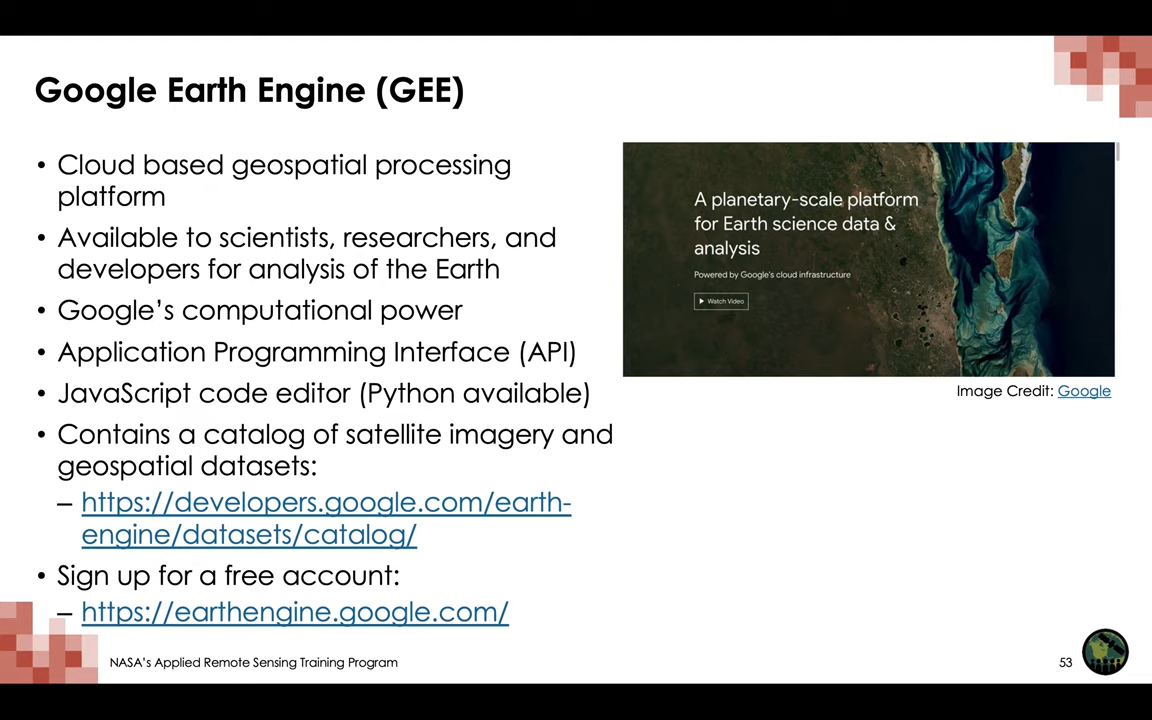 Google Earth Engine (GEE)
• Cloud based geospatial processing
platform
• Available to scientists, researchers, and
developers for analysis of the Earth
• Google’s computational power
• Application Programming Interface (API)
• JavaScript code editor (Python available)
• Contains a catalog of satellite imagery and
geospatial datasets:
– https://developers.google.com/earth-
engine/datasets/catalog/
• Sign up for a free account:
– https://earthengine.google.com/
A planetary-scale platform
for Earth science data &
analysis
Powered by Google's cloud infrastructure
Watch Video
Image Credit: Google
NASA’s Applied Remote Sensing Training Program
53